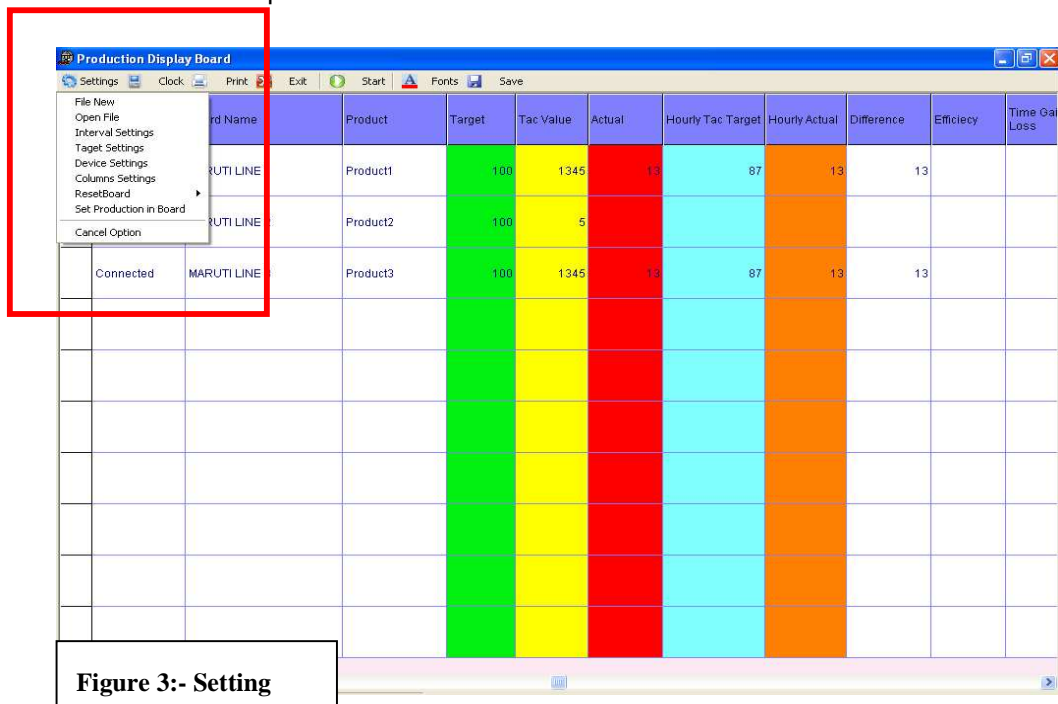 Production Display Board
Settings Clock Print Exit Start A Fonts Save
File New
Open File
Interval Settings
Taget Settings
Device Settings
Columns Settings
ResetBoard
Set Production in Board
Cancel Option
rd Name Product Target Tac Value Actual Hourly Tac Target Hourly Actual Difference Efficiecy Time Gai
Loss
RUTI LINE Product1 100 1345 13 87 13 13
RUTI LINE Product2 100 5
Connected MARUTI LINE 3 Product3 100 1345 13 87 13 13
Figure 3:- Setting